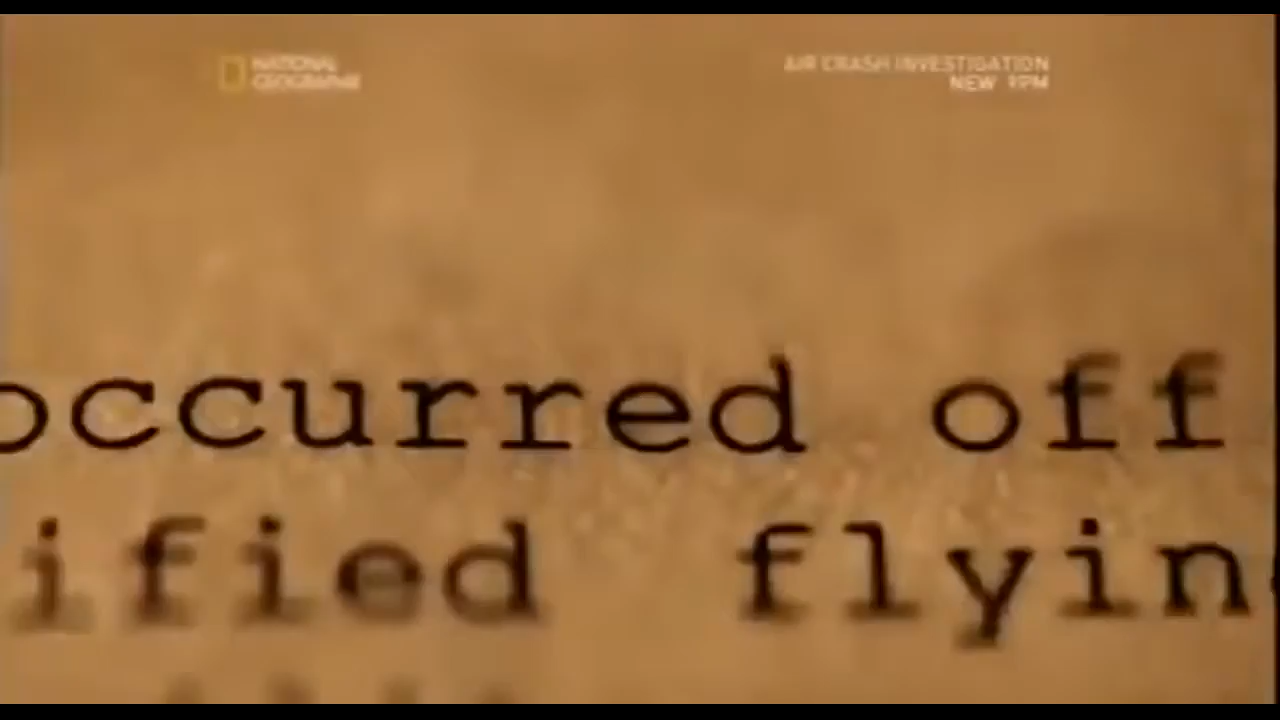 NATIONAL
GEOGRAPHIC
AIR CRASH INVESTIGATION
NEW 9PM
occurred off
ified flyin